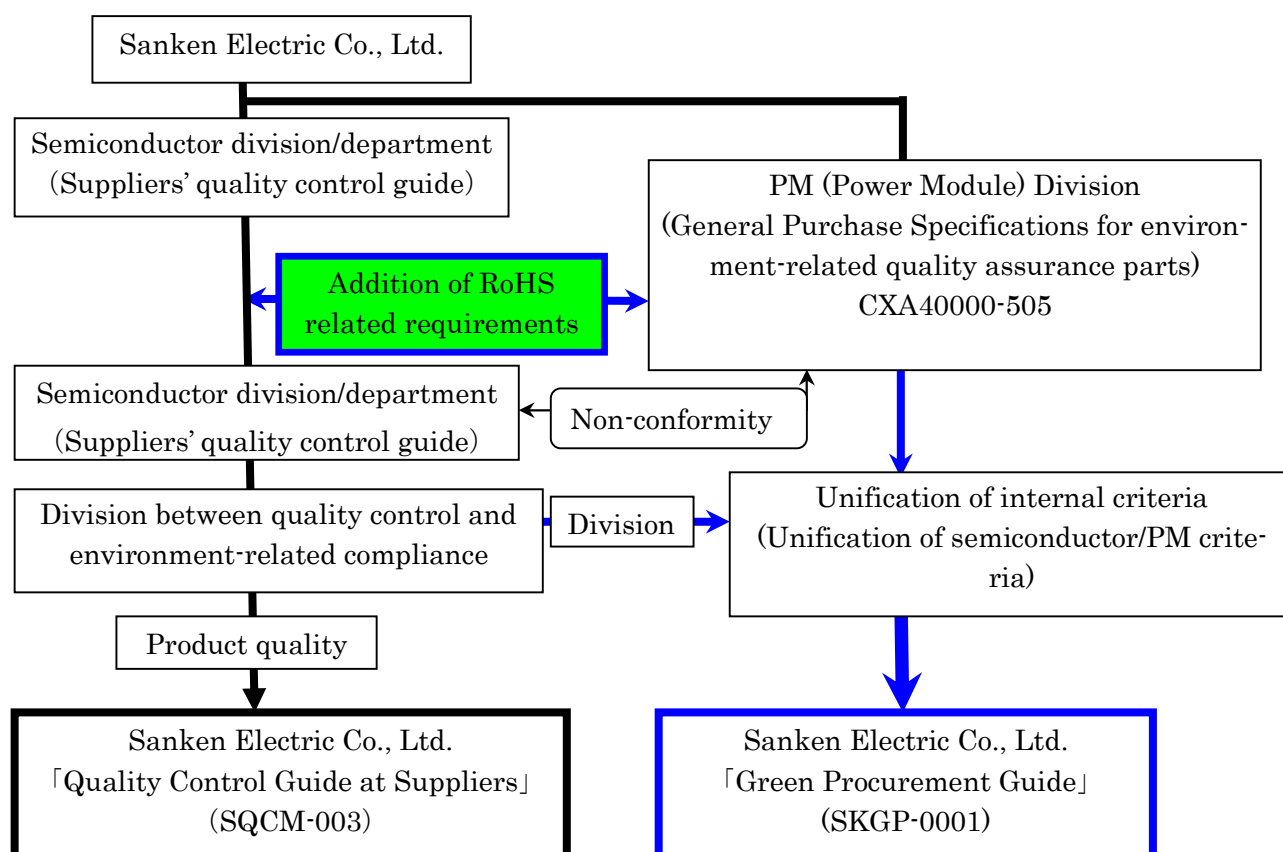 Sanken Electric Co., Ltd.
Semiconductor division/department
(Suppliers’ quality control guide)
PM (Power Module) Division
(General Purchase Specifications for environ-
ment-related quality assurance parts)
CXA40000-505
Addition of RoHS
related requirements
Semiconductor division/department
(Suppliers’ quality control guide)
Non-conformity
Division between quality control and
environment-related compliance
Division
Unification of internal criteria
(Unification of semiconductor/PM crite-
ria)
Product quality
Sanken Electric Co., Ltd.
「Quality Control Guide at Suppliers」
(SQCM-003)
Sanken Electric Co., Ltd.
「Green Procurement Guide」
(SKGP-0001)